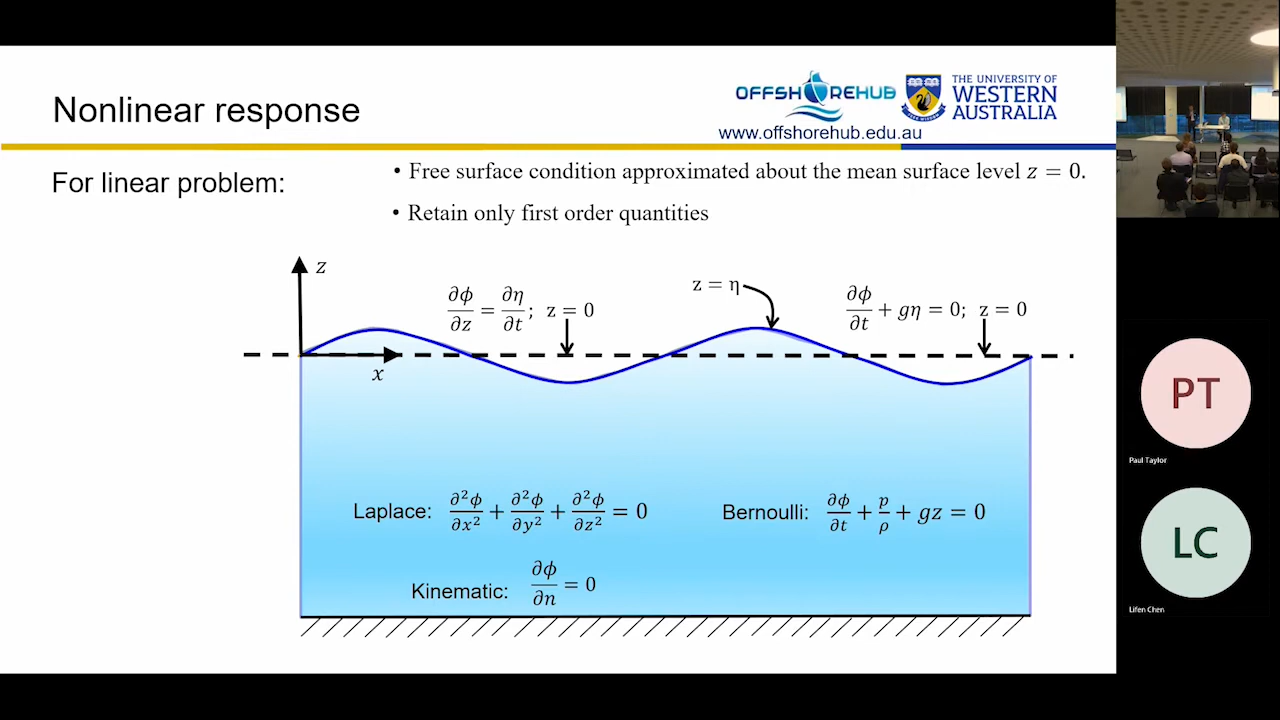 Nonlinear response
OFFSHOREHUB
www.offshorehub.edu.au
THE UNIVERSITY OF
WESTERN
AUSTRALIA
For linear problem:
• Free surface condition approximated about the mean surface level z = 0.
• Retain only first order quantities
z
∂ϕ/∂z = ∂η/∂t; z = 0
z = η
∂ϕ/∂t + gη = 0; z = 0
x
Laplace: ∂²ϕ/∂x² + ∂²ϕ/∂y² + ∂²ϕ/∂z² = 0
Bernoulli: ∂ϕ/∂t + p/ρ + gz = 0
Kinematic: ∂ϕ/∂n = 0
PT
Paul Taylor
LC
Lifen Chen